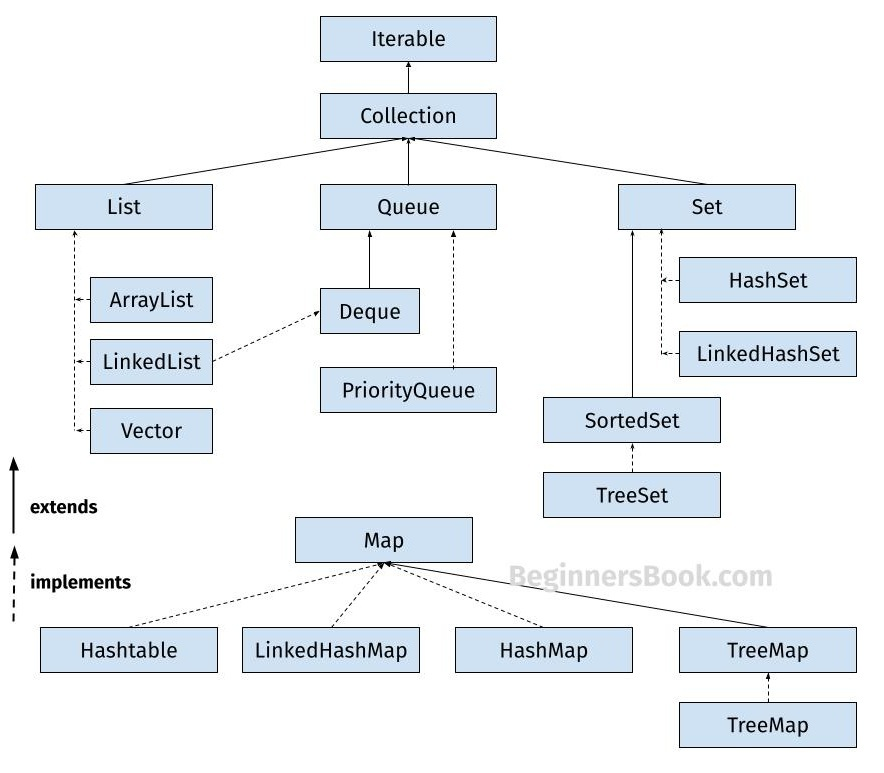 Iterable
Collection
List
Queue
Set
ArrayList
HashSet
Deque
LinkedList
LinkedHashSet
PriorityQueue
SortedSet
Vector
TreeSet
extends
Map
implements
BeginnersBook.com
Hashtable
LinkedHashMap
HashMap
TreeMap
TreeMap